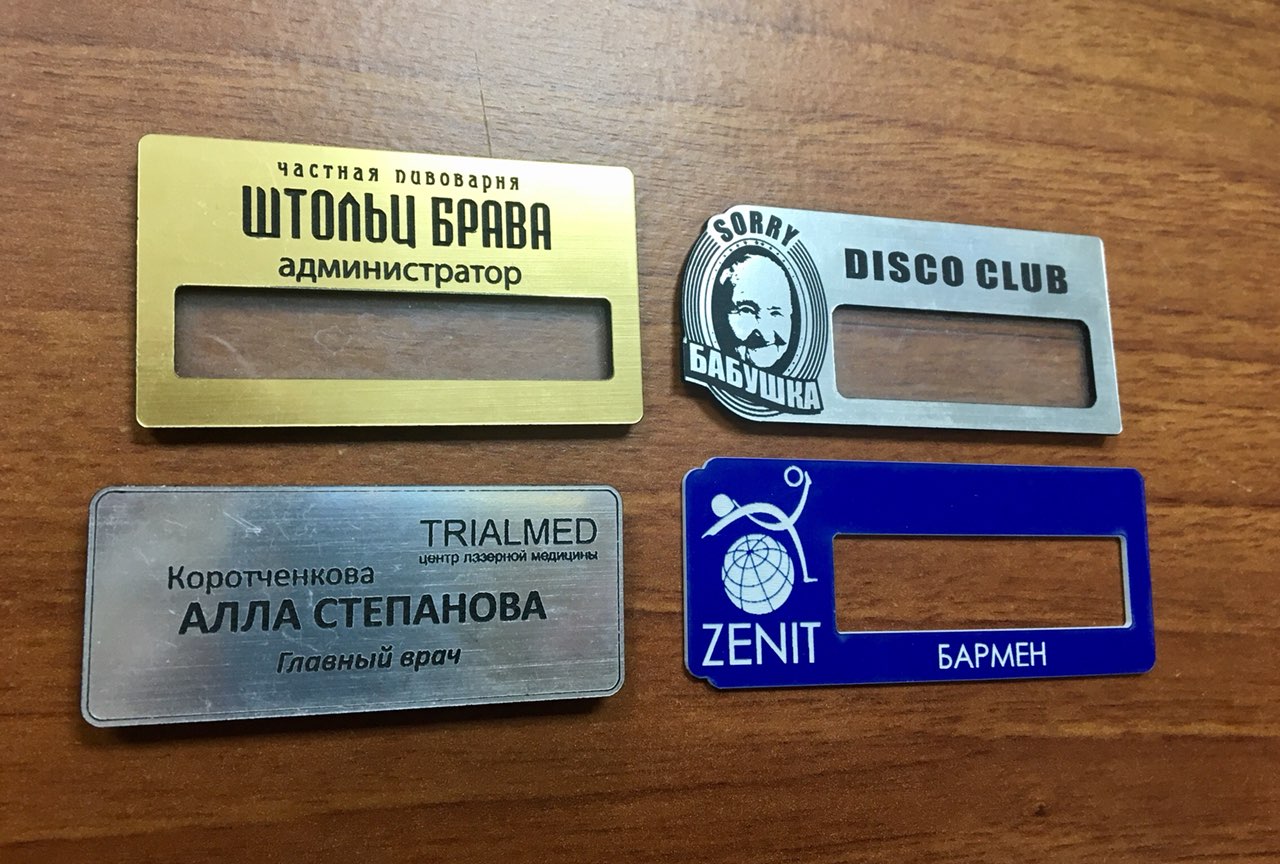 частная пивоварня
ШТОЛЬЦ БРАВА
администратор
SORRY
БАБУШКА
DISCO CLUB
TRIALMED
центр лазерной медицины
Коротченкова
АЛЛА СТЕПАНОВА
Главный врач
ZENIT
БАРМЕН